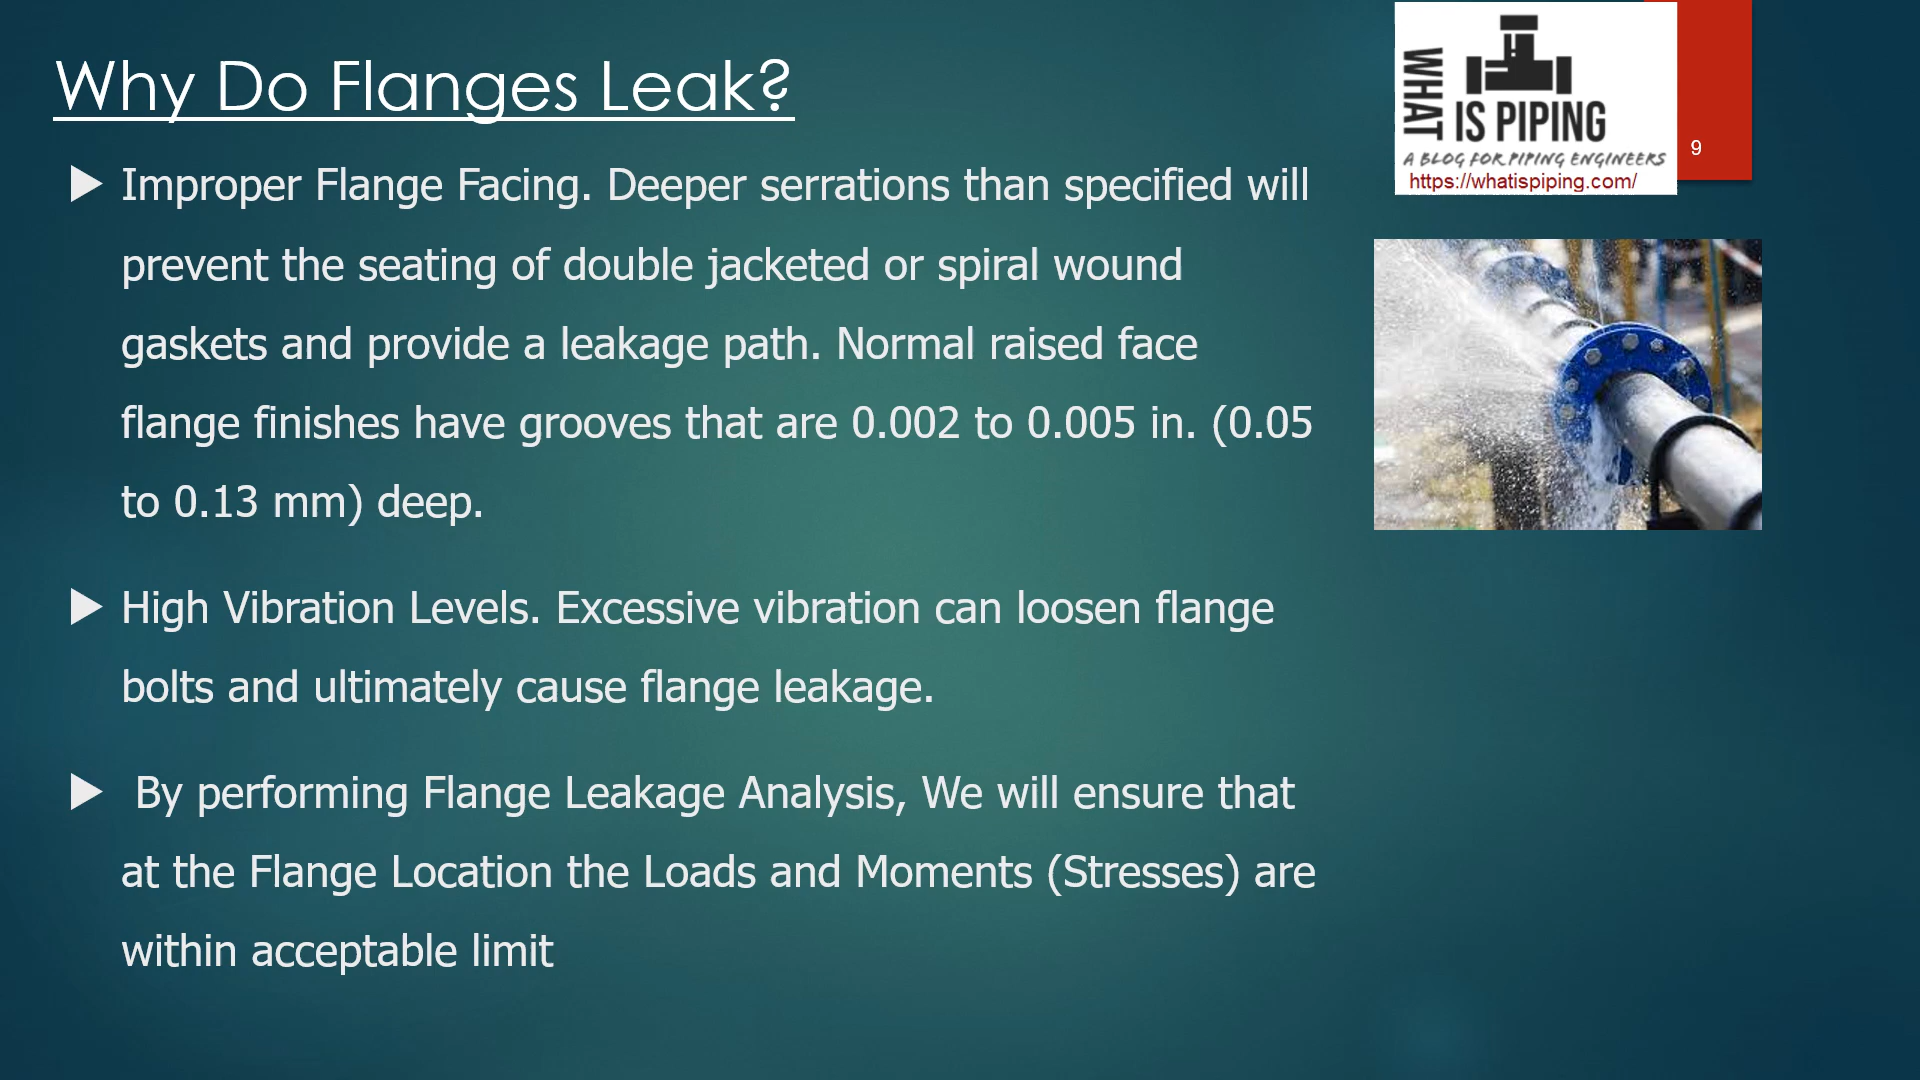 Why Do Flanges Leak?
WHAT
IS PIPING
A BLOG FOR PIPING ENGINEERS
https://whatispiping.com/
9
Improper Flange Facing. Deeper serrations than specified will
prevent the seating of double jacketed or spiral wound
gaskets and provide a leakage path. Normal raised face
flange finishes have grooves that are 0.002 to 0.005 in. (0.05
to 0.13 mm) deep.
High Vibration Levels. Excessive vibration can loosen flange
bolts and ultimately cause flange leakage.
By performing Flange Leakage Analysis, We will ensure that
at the Flange Location the Loads and Moments (Stresses) are
within acceptable limit